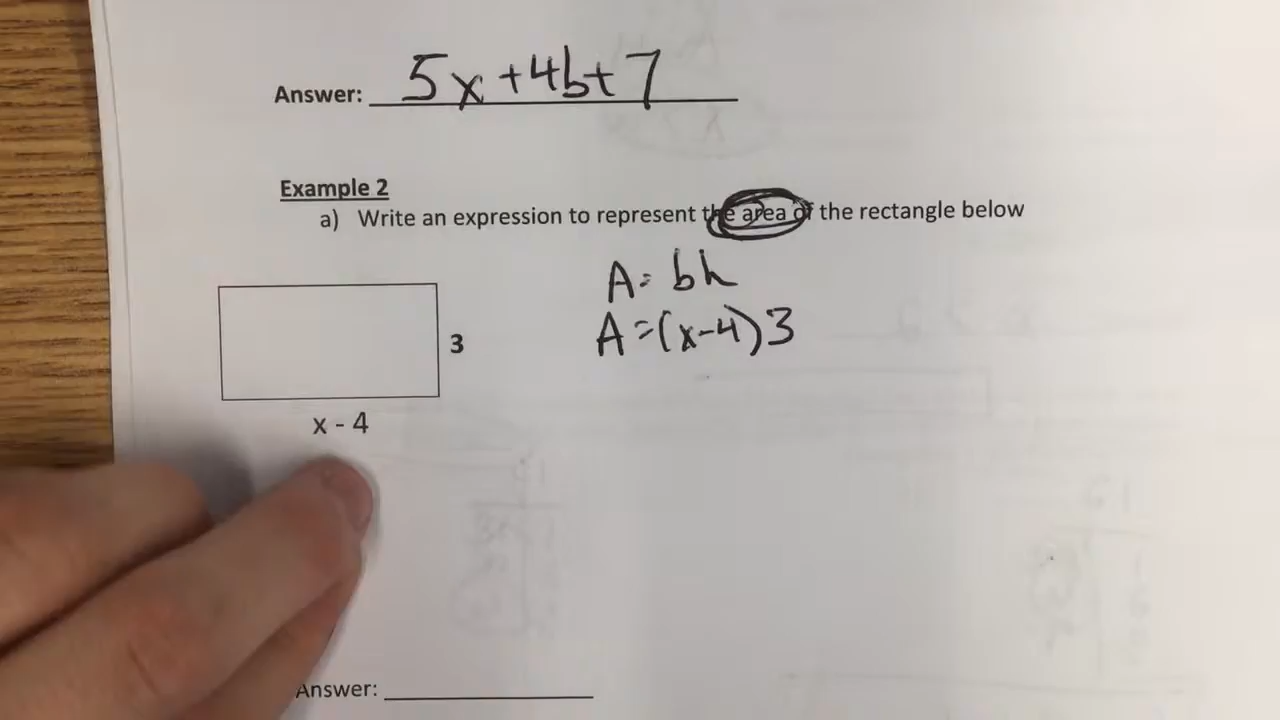 Answer: 5x+4b+7
Example 2
a) Write an expression to represent the area of the rectangle below
A= bh
A=(x-4)3
3
x - 4
Answer: